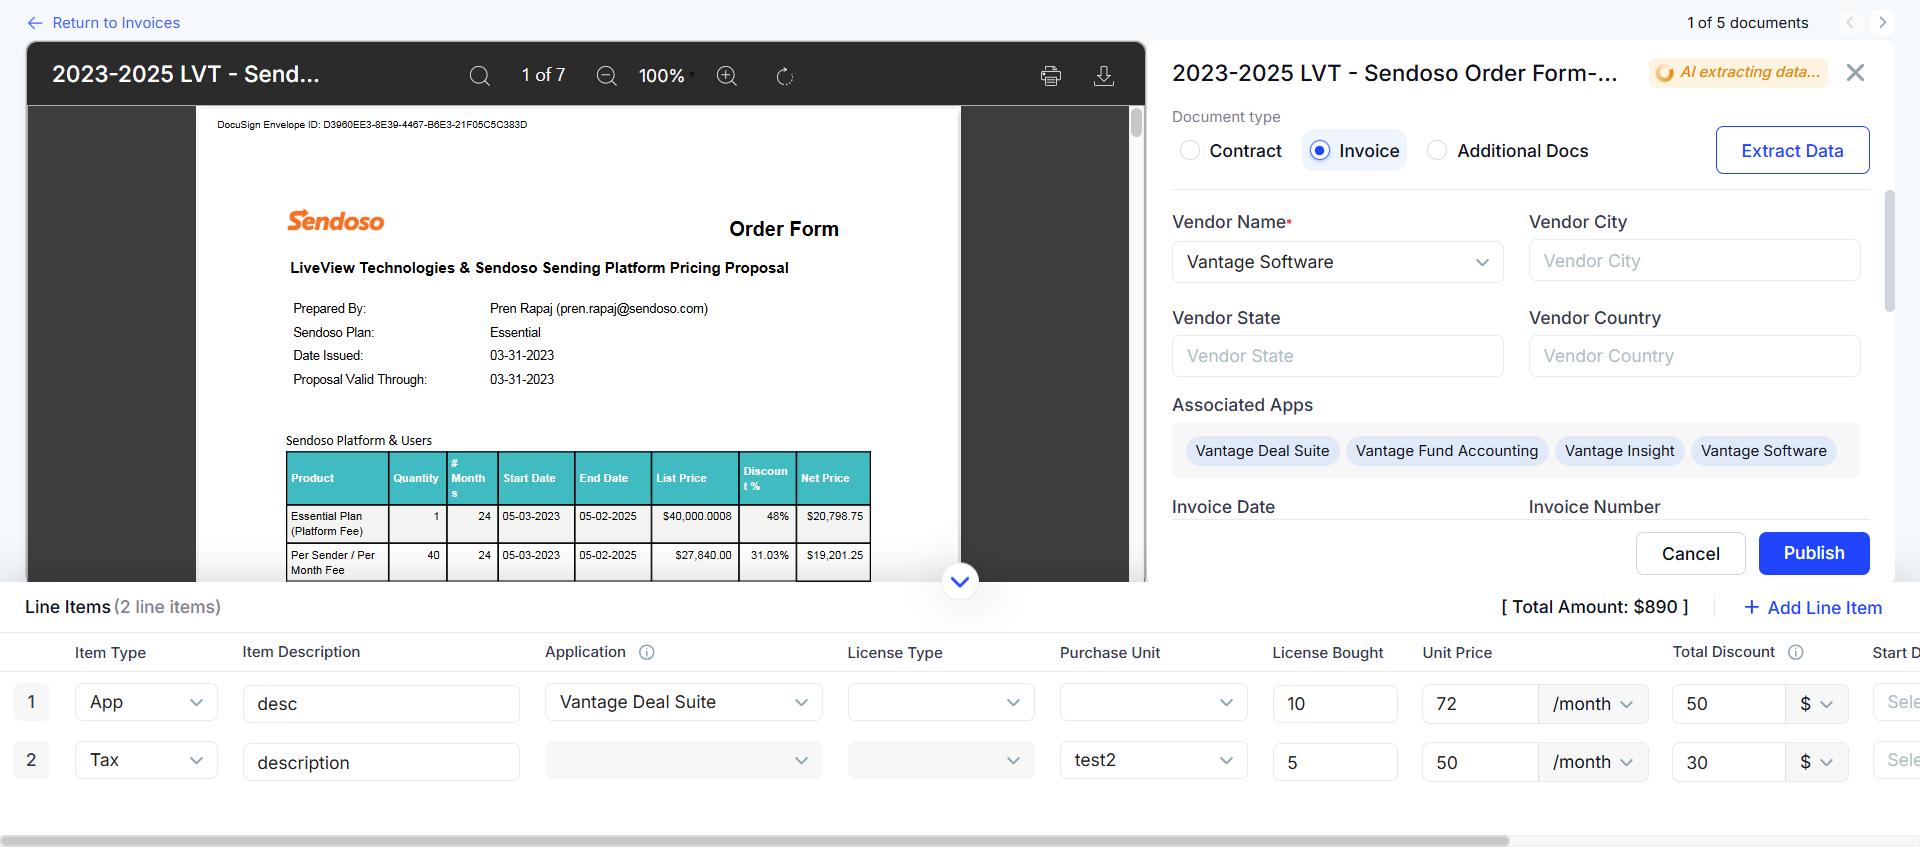 Return to Invoices
1 of 5 documents
2023-2025 LVT - Send...
1 of 7
100%
DocuSign Envelope ID: D3960EE3-8E39-4467-B6E3-21F05C5C383D
Sendoso
Order Form
LiveView Technologies & Sendoso Sending Platform Pricing Proposal
Prepared By: Pren Rapaj (pren.rapaj@sendoso.com)
Sendoso Plan: Essential
Date Issued: 03-31-2023
Proposal Valid Through: 03-31-2023
Sendoso Platform & Users
Product Quantity # Month s Start Date End Date List Price Discoun t % Net Price
Essential Plan (Platform Fee) 1 24 05-03-2023 05-02-2025 $40,000.0008 48% $20,798.75
Per Sender / Per Month Fee 40 24 05-03-2023 05-02-2025 $27,840.00 31.03% $19,201.25
2023-2025 LVT - Sendoso Order Form-...
AI extracting data...
Document type
Contract Invoice Additional Docs
Extract Data
Vendor Name* Vendor City
Vantage Software Vendor City
Vendor State Vendor Country
Vendor State Vendor Country
Associated Apps
Vantage Deal Suite Vantage Fund Accounting Vantage Insight Vantage Software
Invoice Date Invoice Number
Cancel Publish
Line Items (2 line items)
[ Total Amount: $890 ]
+ Add Line Item
Item Type Item Description Application License Type Purchase Unit License Bought Unit Price Total Discount Start D
1 App desc Vantage Deal Suite 10 72 /month 50 $ Sele
2 Tax description test2 5 50 /month 30 $ Sele